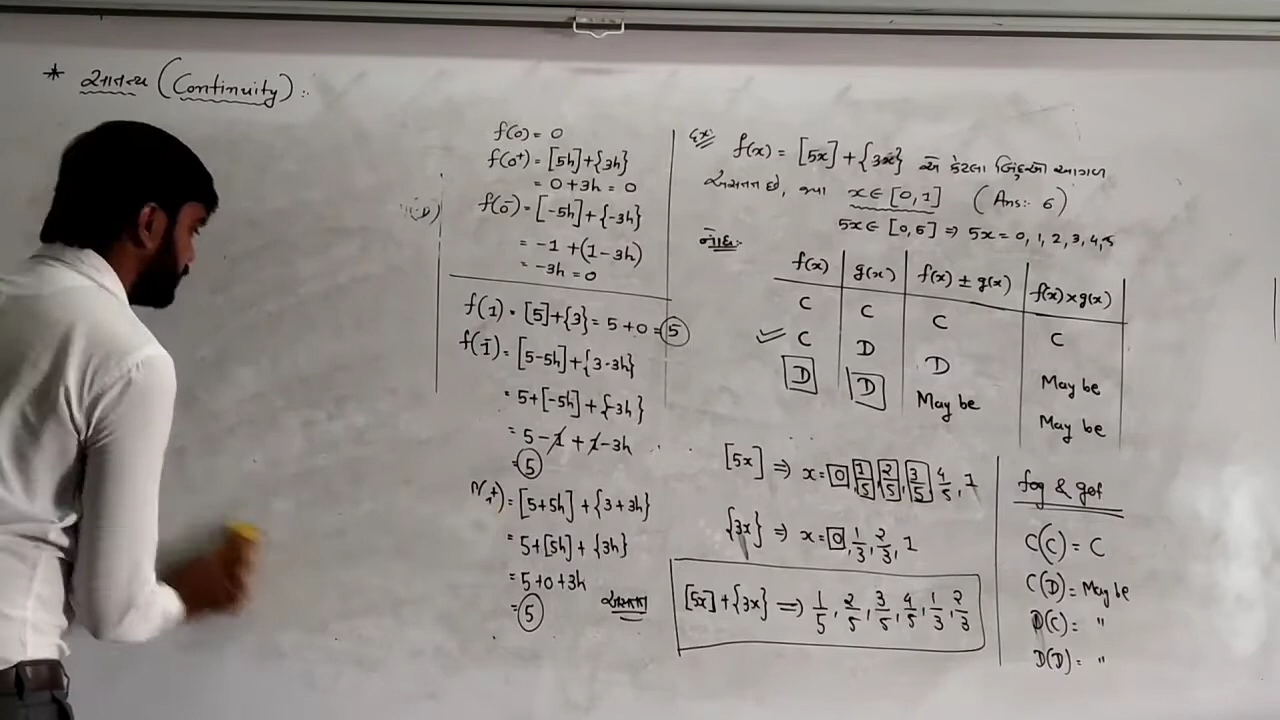 * સાતત્ય (Continuity) :
f(0) = 0
f(0⁺) = [5h] + {3h}
= 0 + 3h = 0
f(0⁻) = [-5h] + {-3h}
= -1 + (1-3h)
= -3h = 0
f(1) = [5] + {3} = 5 + 0 = 5
f(1⁻) = [5-5h] + {3-3h}
= 5 + [-5h] + {-3h}
= 5 - 1 + 1 - 3h
= 5
= [5+5h] + {3+3h}
= 5 + [5h] + {3h}
= 5 + 0 + 3h
= 5
Ex f(x) = [5x] + {3x} એ કેટલા બિંદુઓ આગળ
અસતત છે, જ્યાં x ∈ [0, 1] (Ans:- 6)
5x ∈ [0, 5] ⇒ 5x = 0, 1, 2, 3, 4, 5
નોંધ:-
f(x) g(x) f(x) ± g(x) f(x) × g(x)
C C C C
✓ C D D May be
D D May be May be
[5x] ⇒ x = 0, 1/5, 2/5, 3/5, 4/5, 1
{3x} ⇒ x = 0, 1/3, 2/3, 1
[5x] + {3x} ⇒ 1/5, 2/5, 3/5, 4/5, 1/3, 2/3
fog & gof
C(C) = C
C(D) = May be
D(C) = "
D(D) = "